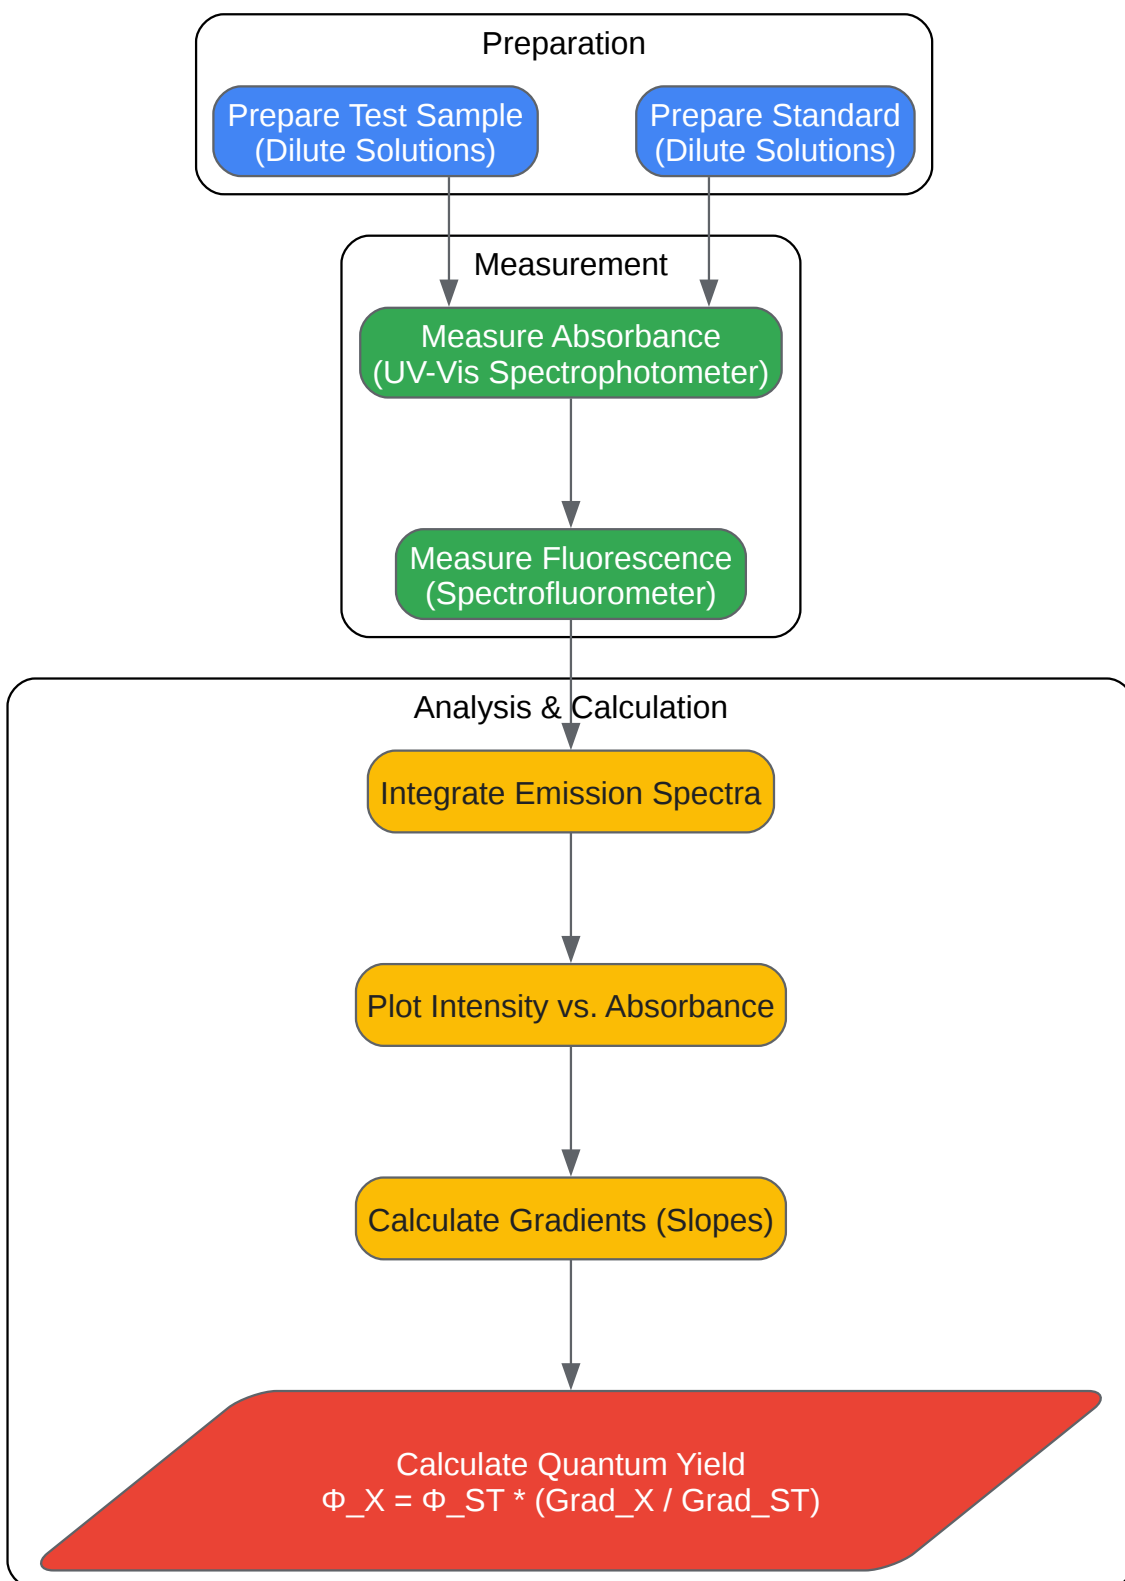 Preparation
Prepare Test Sample
(Dilute Solutions)
Prepare Standard
(Dilute Solutions)
Measurement
Measure Absorbance
(UV-Vis Spectrophotometer)
Measure Fluorescence
(Spectrofluorometer)
Analysis & Calculation
Integrate Emission Spectra
Plot Intensity vs. Absorbance
Calculate Gradients (Slopes)
Calculate Quantum Yield
Φ_X = Φ_ST * (Grad_X / Grad_ST)